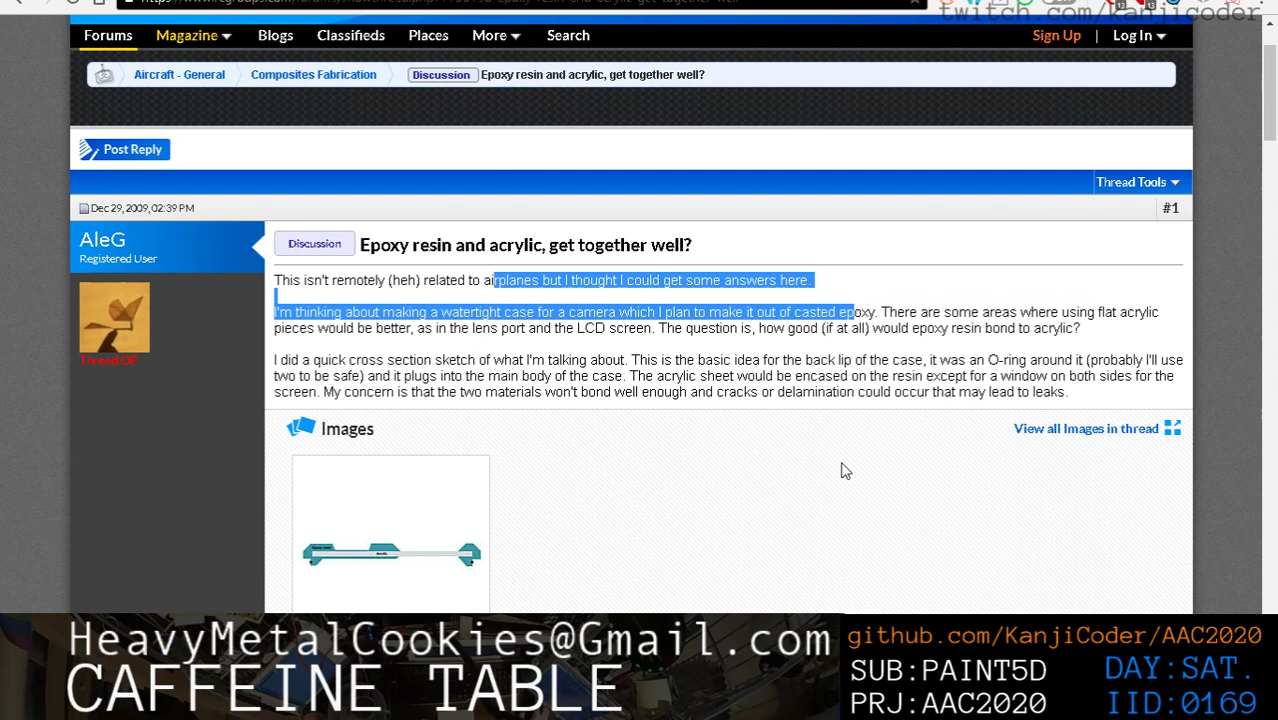 twitch.com/kanjicoder
Forums Magazine Blogs Classifieds Places More Search Sign Up | Log In
Aircraft - General Composites Fabrication Discussion Epoxy resin and acrylic, get together well?
Post Reply
Thread Tools
Dec 29, 2009, 02:39 PM #1
AleG
Registered User
Thread OP
Discussion Epoxy resin and acrylic, get together well?
This isn't remotely (heh) related to airplanes but I thought I could get some answers here.
I'm thinking about making a watertight case for a camera which I plan to make it out of casted epoxy. There are some areas where using flat acrylic
pieces would be better, as in the lens port and the LCD screen. The question is, how good (if at all) would epoxy resin bond to acrylic?
I did a quick cross section sketch of what I'm talking about. This is the basic idea for the back lip of the case, it was an O-ring around it (probably I'll use
two to be safe) and it plugs into the main body of the case. The acrylic sheet would be encased on the resin except for a window on both sides for the
screen. My concern is that the two materials won't bond well enough and cracks or delamination could occur that may lead to leaks.
Images View all Images in thread
Epoxy resin
Acrylic
HeavyMetalCookies@Gmail.com
CAFFEINE TABLE
github.com/KanjiCoder/AAC2020
SUB:PAINT5D DAY:SAT.
PRJ:AAC2020 IID:0169